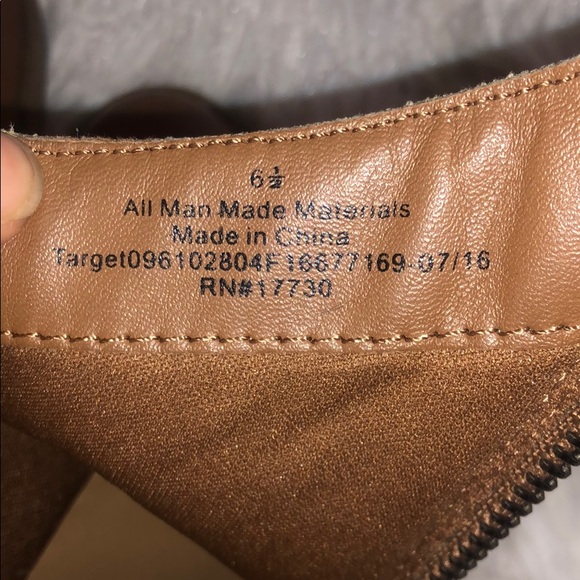 6½
All Man Made Materials
Made in China
Target096102804F16677169-07/16
RN#17730